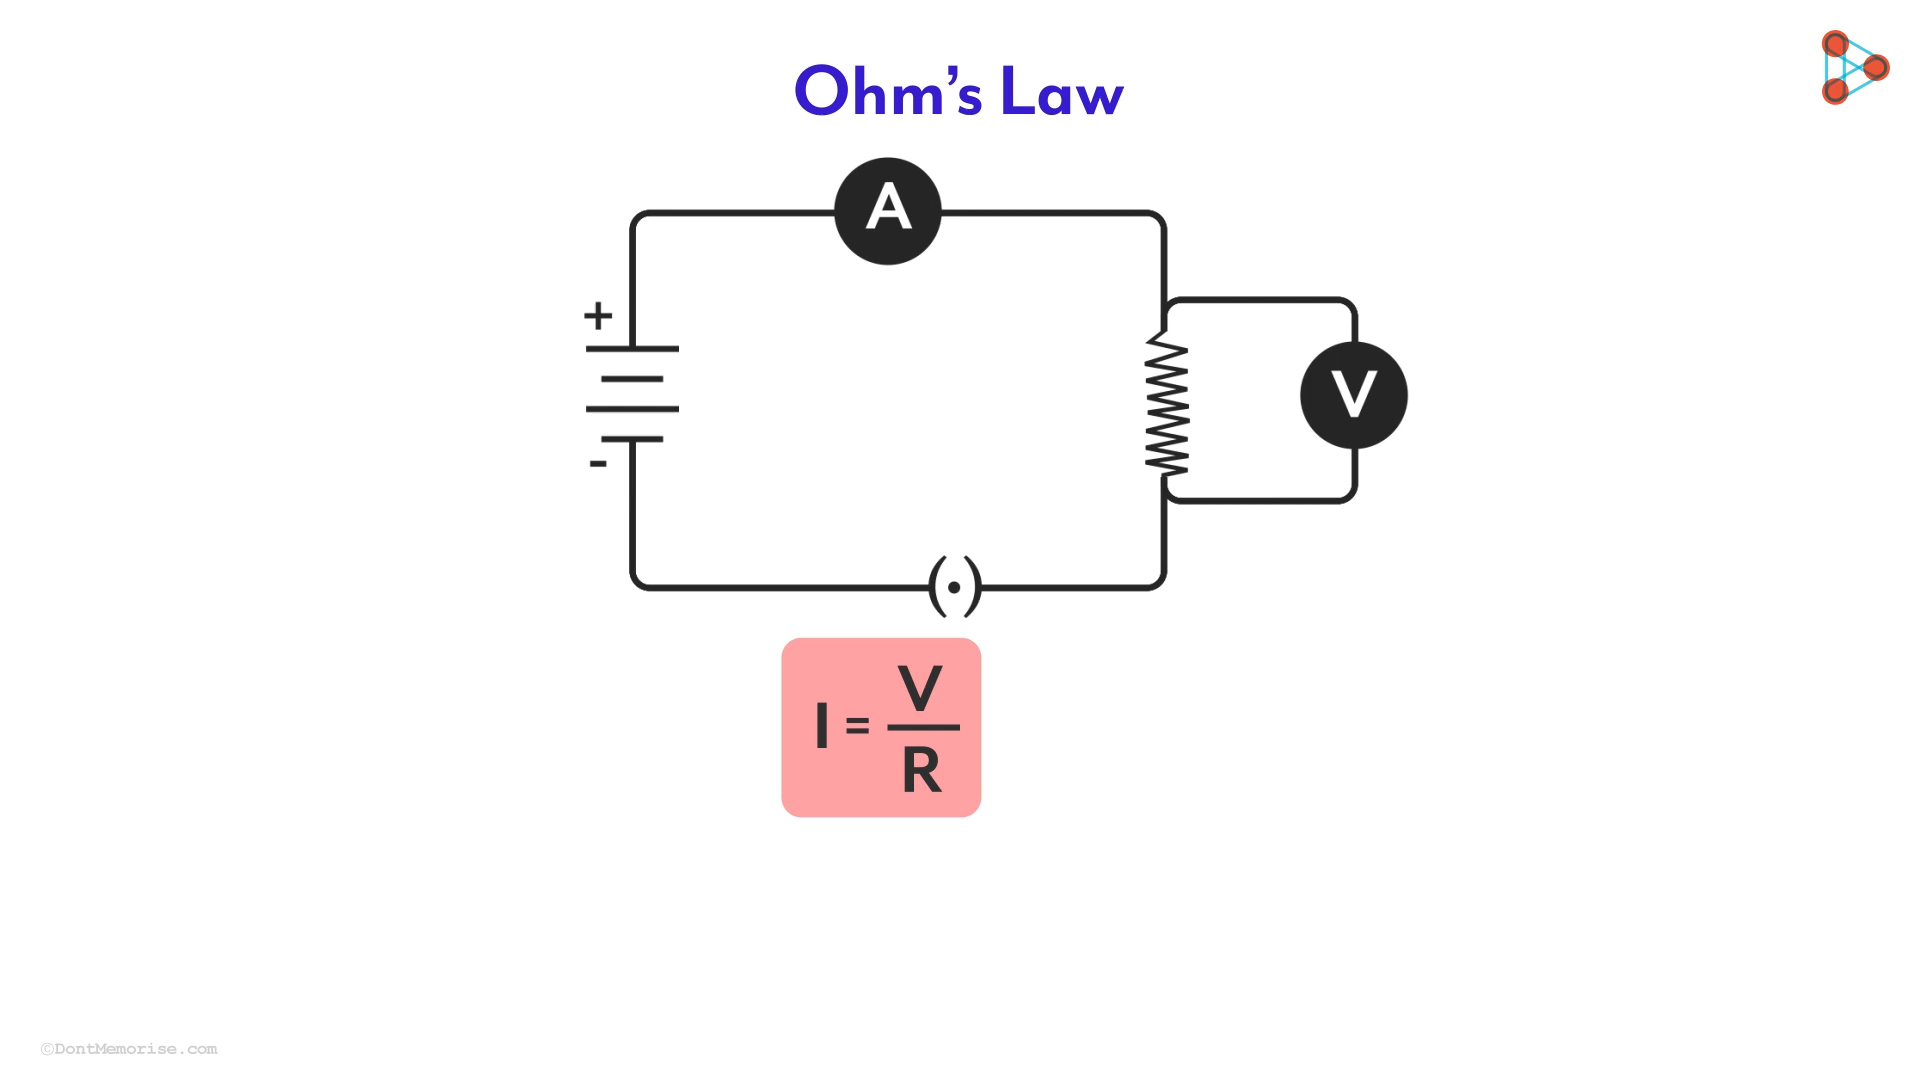 Ohm’s Law
A
+
V
-
I = V
R
©DontMemorise.com